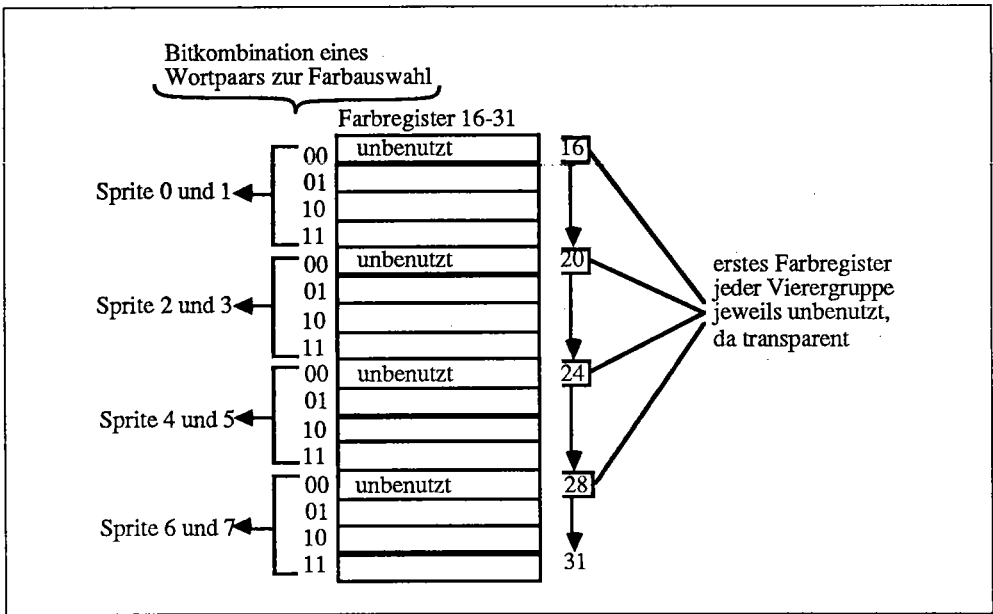 Bitkombination eines
Wortpaars zur Farbauswahl
Farbregister 16-31
00 unbenutzt 16
Sprite 0 und 1
01
10
11
00 unbenutzt 20
Sprite 2 und 3
01
10
11
00 unbenutzt 24
Sprite 4 und 5
01
10
11
00 unbenutzt 28
Sprite 6 und 7
01
10
11
31
erstes Farbregister
jeder Vierergruppe
jeweils unbenutzt,
da transparent